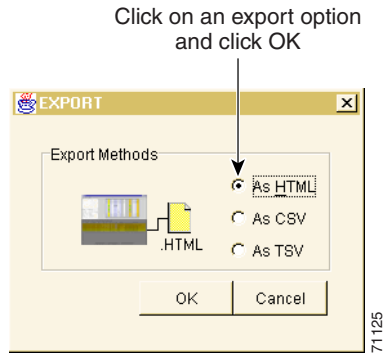 Click on an export option
and click OK
EXPORT
Export Methods
As HTML
As CSV
.HTML
As TSV
OK Cancel
71125